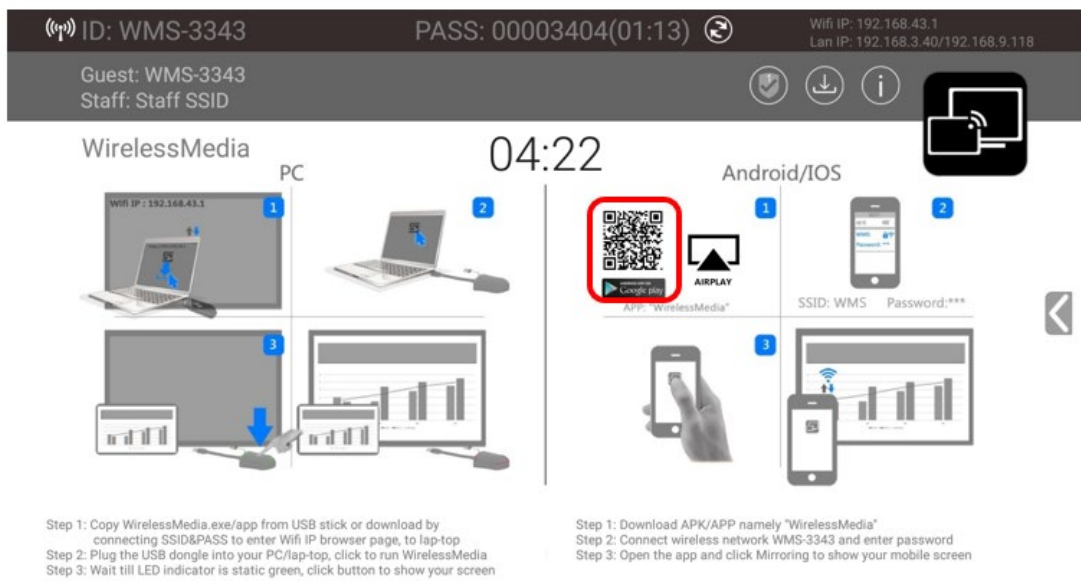 ID: WMS-3343
PASS: 00003404(01:13)
Wifi IP: 192.168.43.1
Lan IP: 192.168.3.40/192.168.9.118
Guest: WMS-3343
Staff: Staff SSID
WirelessMedia
04:22
PC
Wifi IP : 192.168.43.1
1
2
3
Android/IOS
1
ANDROID APP ON
Google play
AIRPLAY
APP: "WirelessMedia"
2
WMS
Password: **
SSID: WMS Password:***
3
Step 1: Copy WirelessMedia.exe/app from USB stick or download by
connecting SSID&PASS to enter Wifi IP browser page, to lap-top
Step 2: Plug the USB dongle into your PC/lap-top, click to run WirelessMedia
Step 3: Wait till LED indicator is static green, click button to show your screen
Step 1: Download APK/APP namely "WirelessMedia"
Step 2: Connect wireless network WMS-3343 and enter password
Step 3: Open the app and click Mirroring to show your mobile screen